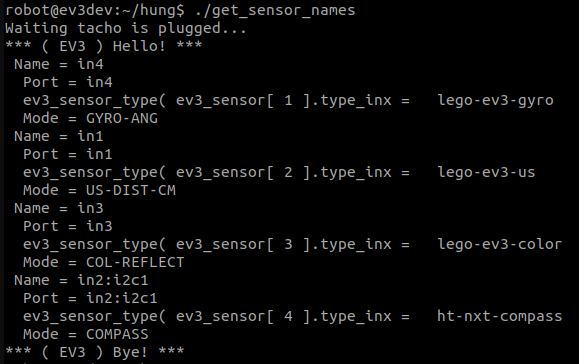 robot@ev3dev:~/hung$ ./get_sensor_names
Waiting tacho is plugged...
*** ( EV3 ) Hello! ***
 Name = in4
  Port = in4
  ev3_sensor_type( ev3_sensor[ 1 ].type_inx =   lego-ev3-gyro
  Mode = GYRO-ANG
 Name = in1
  Port = in1
  ev3_sensor_type( ev3_sensor[ 2 ].type_inx =   lego-ev3-us
  Mode = US-DIST-CM
 Name = in3
  Port = in3
  ev3_sensor_type( ev3_sensor[ 3 ].type_inx =   lego-ev3-color
  Mode = COL-REFLECT
 Name = in2:i2c1
  Port = in2:i2c1
  ev3_sensor_type( ev3_sensor[ 4 ].type_inx =   ht-nxt-compass
  Mode = COMPASS
*** ( EV3 ) Bye! ***